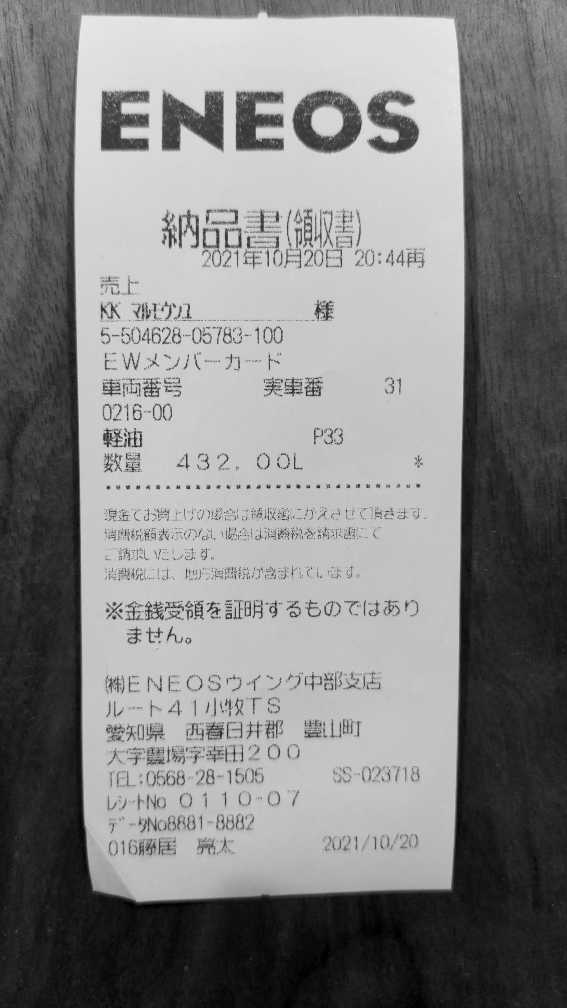 ENEOS
納品書(領収書)
2021年10月20日 20:44再
売上
KK ﾏﾙﾓウンユ 様
5-504628-05783-100
EWメンバーカード
車両番号 実車番 31
0216-00
軽油 P33
数量 432.00L *
現金でお買上げの場合は領収書にかえさせて頂きます。
消費税額表示のない場合は消費税を請求書にて
ご請求いたします。
消費税には、地方消費税が含まれています。
※金銭受領を証明するものではあり
ません。
㈱ENEOSウイング中部支店
ルート41小牧TS
愛知県 西春日井郡 豊山町
大字豊場字幸田200
TEL:0568-28-1505 SS-023718
ﾚｼｰﾄNo 0110-07
ﾃﾞｰﾀNo8881-8882
016藤居 亮太 2021/10/20